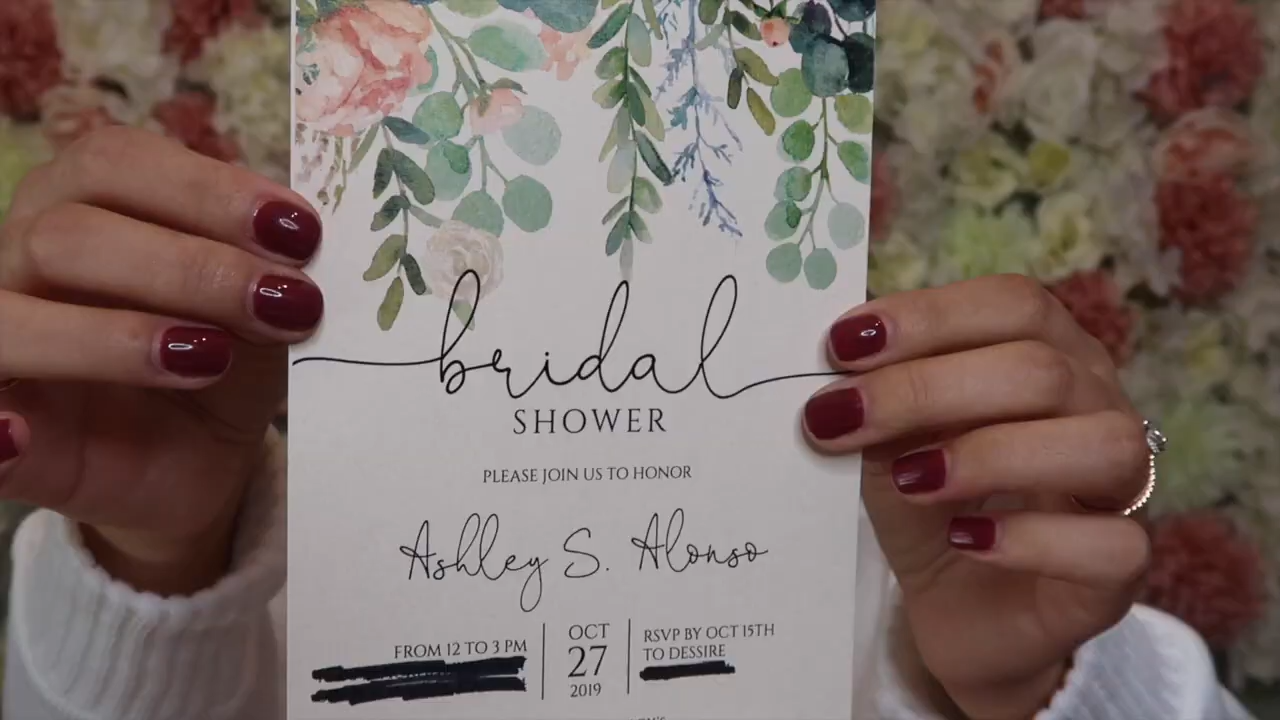 bridal
SHOWER
PLEASE JOIN US TO HONOR
Ashley S. Alonso
FROM 12 TO 3 PM
OCT
27
2019
RSVP BY OCT 15TH
TO DESSIRE